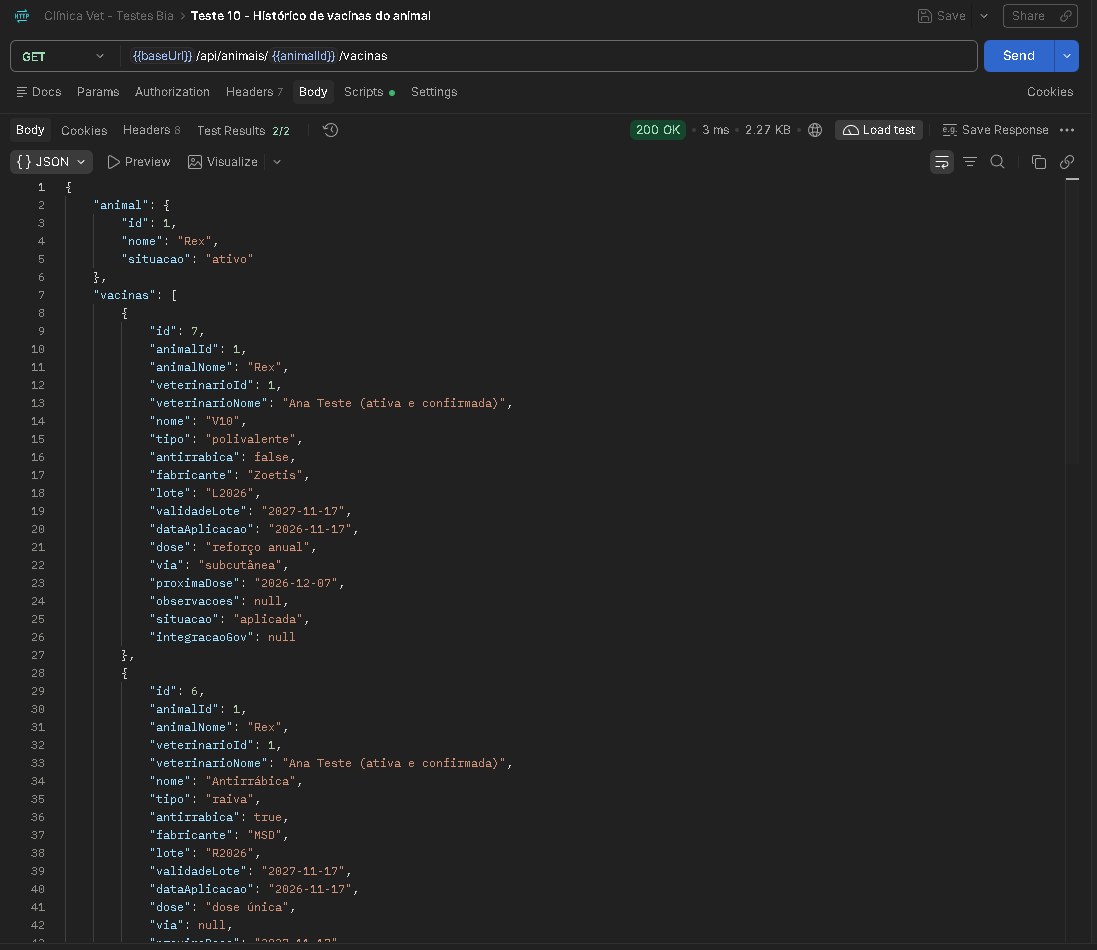 HTTP Clínica Vet - Testes Bia > Teste 10 - Histórico de vacinas do animal Save Share
GET {{baseUrl}} /api/animais/ {{animalId}} /vacinas Send
Docs Params Authorization Headers 7 Body Scripts Settings Cookies
Body Cookies Headers 8 Test Results 2/2 200 OK • 3 ms • 2.27 KB Load test e.g. Save Response
{} JSON Preview Visualize
1 {
2 "animal": {
3 "id": 1,
4 "nome": "Rex",
5 "situacao": "ativo"
6 },
7 "vacinas": [
8 {
9 "id": 7,
10 "animalId": 1,
11 "animalNome": "Rex",
12 "veterinarioId": 1,
13 "veterinarioNome": "Ana Teste (ativa e confirmada)",
14 "nome": "V10",
15 "tipo": "polivalente",
16 "antirrabica": false,
17 "fabricante": "Zoetis",
18 "lote": "L2026",
19 "validadeLote": "2027-11-17",
20 "dataAplicacao": "2026-11-17",
21 "dose": "reforço anual",
22 "via": "subcutânea",
23 "proximaDose": "2026-12-07",
24 "observacoes": null,
25 "situacao": "aplicada",
26 "integracaoGov": null
27 },
28 {
29 "id": 6,
30 "animalId": 1,
31 "animalNome": "Rex",
32 "veterinarioId": 1,
33 "veterinarioNome": "Ana Teste (ativa e confirmada)",
34 "nome": "Antirrábica",
35 "tipo": "raiva",
36 "antirrabica": true,
37 "fabricante": "MSD",
38 "lote": "R2026",
39 "validadeLote": "2027-11-17",
40 "dataAplicacao": "2026-11-17",
41 "dose": "dose única",
42 "via": null,
43 "proximaDose": "2027-11-17",